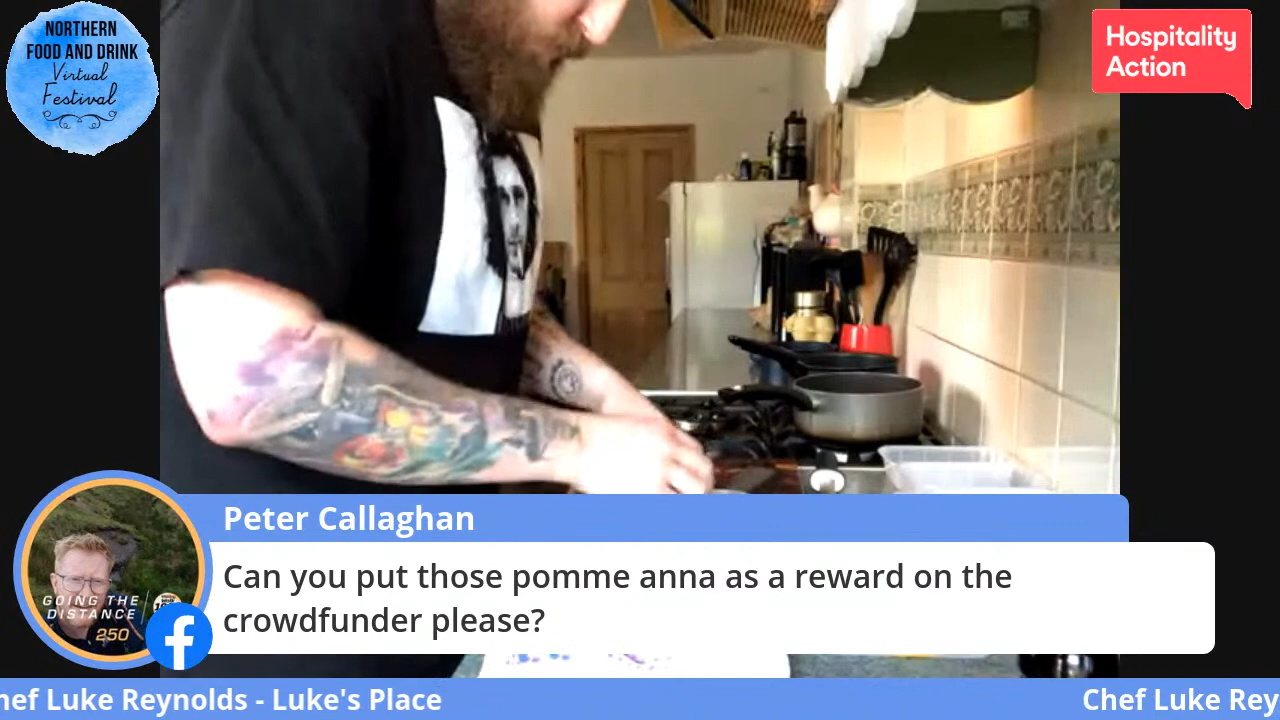 NORTHERN
FOOD AND DRINK
Virtual
Festival
Hospitality
Action
Peter Callaghan
Can you put those pomme anna as a reward on the
crowdfunder please?
GOING THE
DISTANCE
250
hef Luke Reynolds - Luke's Place
Chef Luke Rey